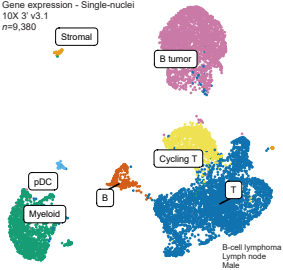 Gene expression - Single-nuclei
10X 3' v3.1
n=9,380
Stromal
B tumor
Cycling T
pDC
B
T
Myeloid
B-cell lymphoma
Lymph node
Male